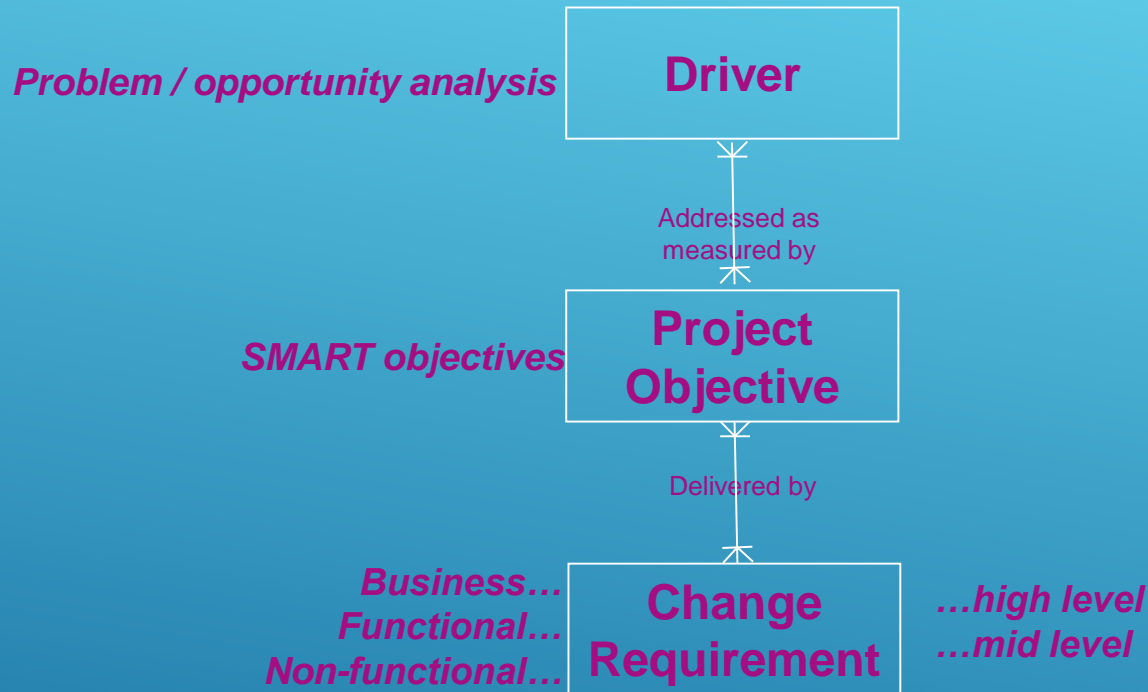 Problem / opportunity analysis
Driver
Addressed as
measured by
SMART objectives
Project
Objective
Delivered by
Business…
Functional…
Non-functional…
Change
Requirement
…high level
…mid level